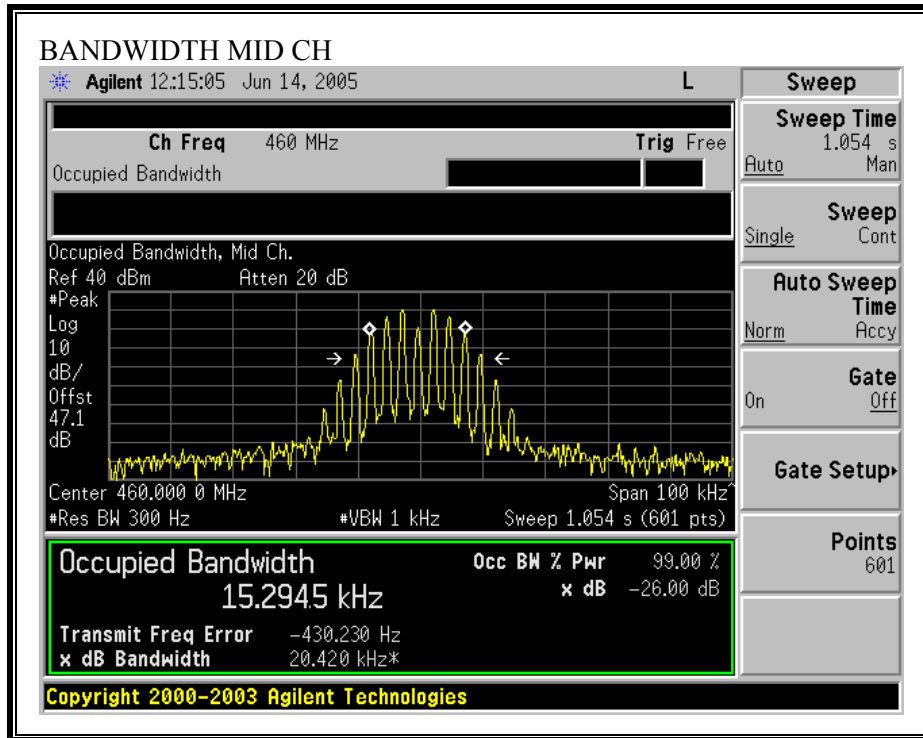 BANDWIDTH MID CH
Agilent 12:15:05 Jun 14, 2005 L
Ch Freq 460 MHz Trig Free
Occupied Bandwidth
Occupied Bandwidth, Mid Ch.
Ref 40 dBm Atten 20 dB
#Peak
Log
10
dB/
Offst
47.1
dB
Center 460.000 0 MHz Span 100 kHz^
#Res BW 300 Hz #VBW 1 kHz Sweep 1.054 s (601 pts)
Occupied Bandwidth Occ BW % Pwr 99.00 %
15.2945 kHz x dB -26.00 dB
Transmit Freq Error -430.230 Hz
x dB Bandwidth 20.420 kHz*
Copyright 2000-2003 Agilent Technologies
Sweep
Sweep Time
1.054 s
Auto Man
Sweep
Single Cont
Auto Sweep
Time
Norm Accy
Gate
On Off
Gate Setup
Points
601